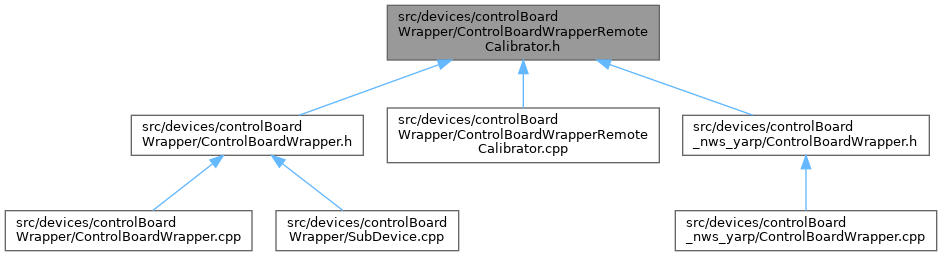 src/devices/controlBoard
Wrapper/ControlBoardWrapperRemote
Calibrator.h
src/devices/controlBoard
Wrapper/ControlBoardWrapper.h
src/devices/controlBoard
Wrapper/ControlBoardWrapperRemote
Calibrator.cpp
src/devices/controlBoard
_nws_yarp/ControlBoardWrapper.h
src/devices/controlBoard
Wrapper/ControlBoardWrapper.cpp
src/devices/controlBoard
Wrapper/SubDevice.cpp
src/devices/controlBoard
_nws_yarp/ControlBoardWrapper.cpp